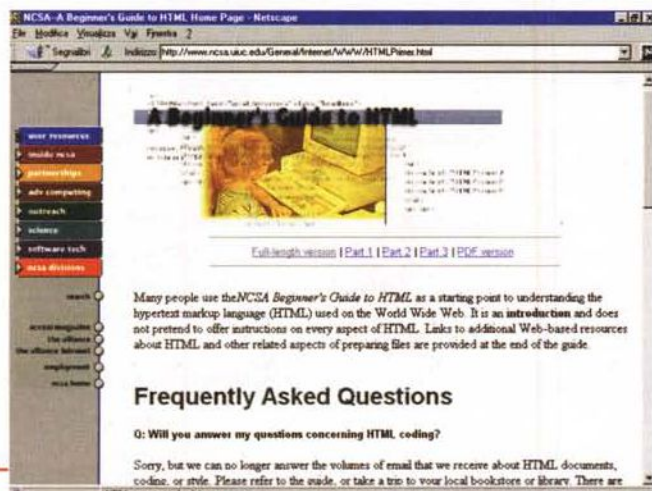 NCSA--A Beginner's Guide to HTML Home Page - Netscape
File Modifica Visualizza Vai Finestra ?
Segnalibri Indirizzo http://www.ncsa.uiuc.edu/General/Internet/WWW/HTMLPrimer.html
A Beginner's Guide to HTML
user resources
inside ncsa
partnerships
adv computing
outreach
science
software tech
ncsa divisions
search
access magazine
the alliance
the alliance intranet
employment
ncsa home
Full-length version | Part 1 | Part 2 | Part 3 | PDF version
Many people use theNCSA Beginner's Guide to HTML as a starting point to understanding the
hypertext markup language (HTML) used on the World Wide Web. It is an introduction and does
not pretend to offer instructions on every aspect of HTML. Links to additional Web-based resources
about HTML and other related aspects of preparing files are provided at the end of the guide.
Frequently Asked Questions
Q: Will you answer my questions concerning HTML coding?
Sorry, but we can no longer answer the volumes of email that we receive about HTML documents,
coding, or style. Please refer to the guide, or take a trip to your local bookstore or library. There are